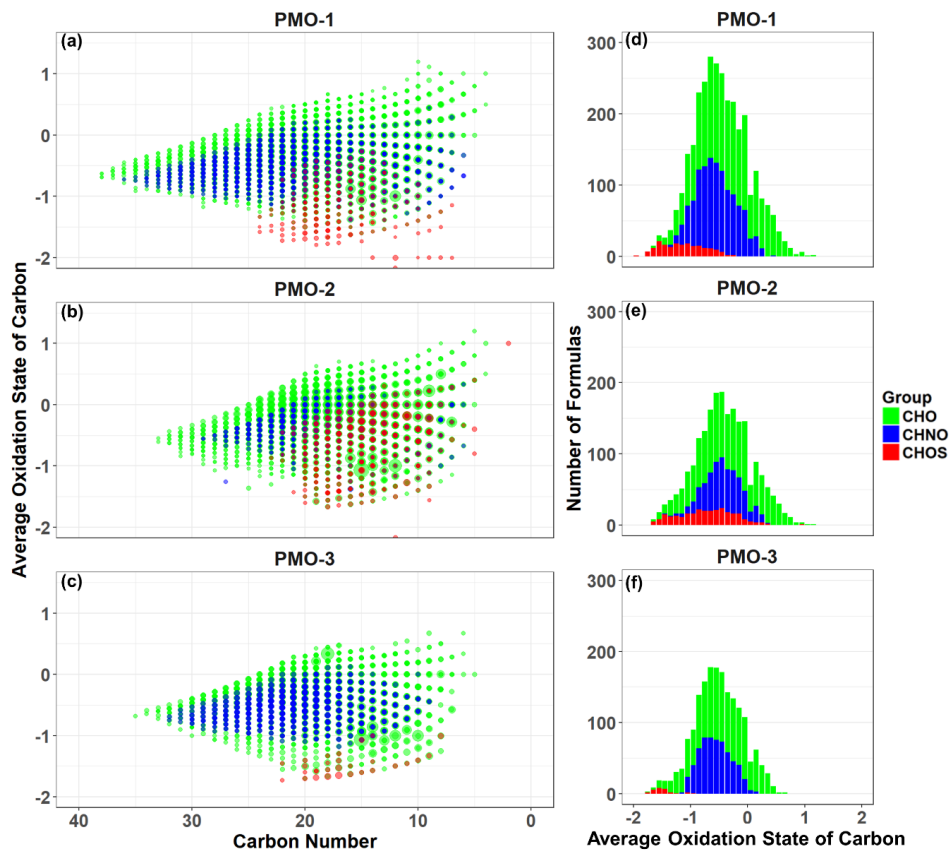 PMO-1
(a)
1
0
-1
-2
PMO-2
(b)
1
0
-1
-2
PMO-3
(c)
1
0
-1
-2
40
30
20
10
0
Carbon Number
Average Oxidation State of Carbon
PMO-1
(d)
300
200
100
0
PMO-2
(e)
300
200
100
0
PMO-3
(f)
300
200
100
0
-2
-1
0
1
2
Average Oxidation State of Carbon
Number of Formulas
Group
CHO
CHNO
CHOS